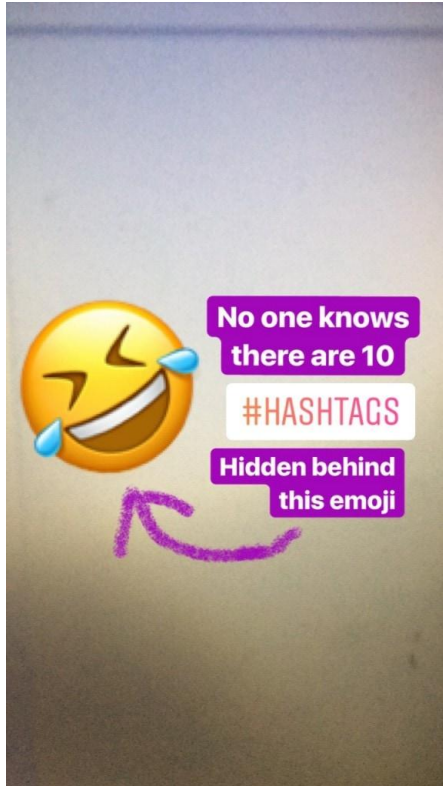 No one knows
there are 10
#HASHTAGS
Hidden behind
this emoji